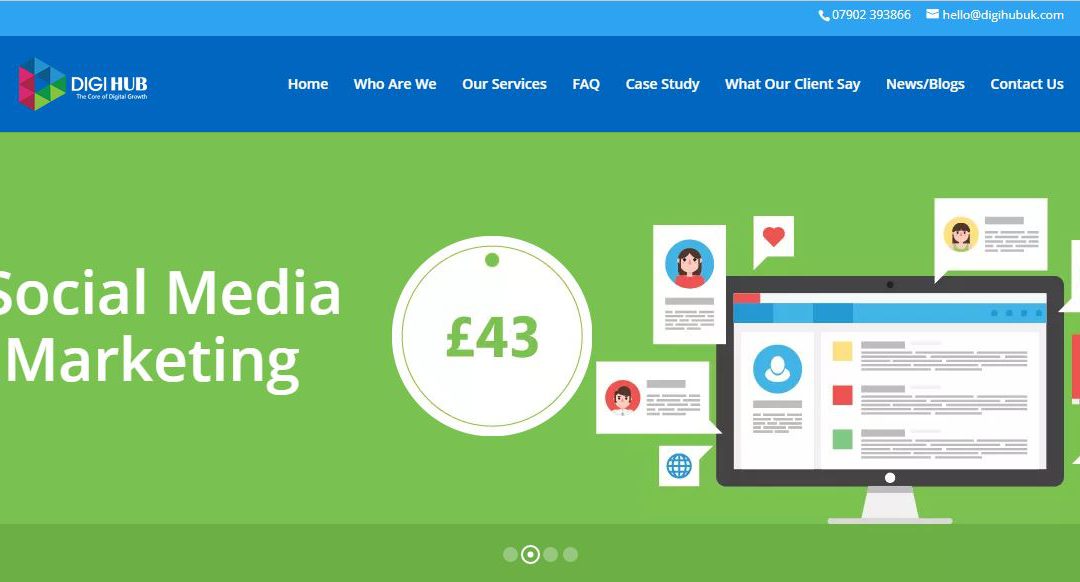 07902 393866 hello@digihubuk.com
DIGI HUB
The Core of Digital Growth
Home Who Are We Our Services FAQ Case Study What Our Client Say News/Blogs Contact Us
Social Media
Marketing
£43